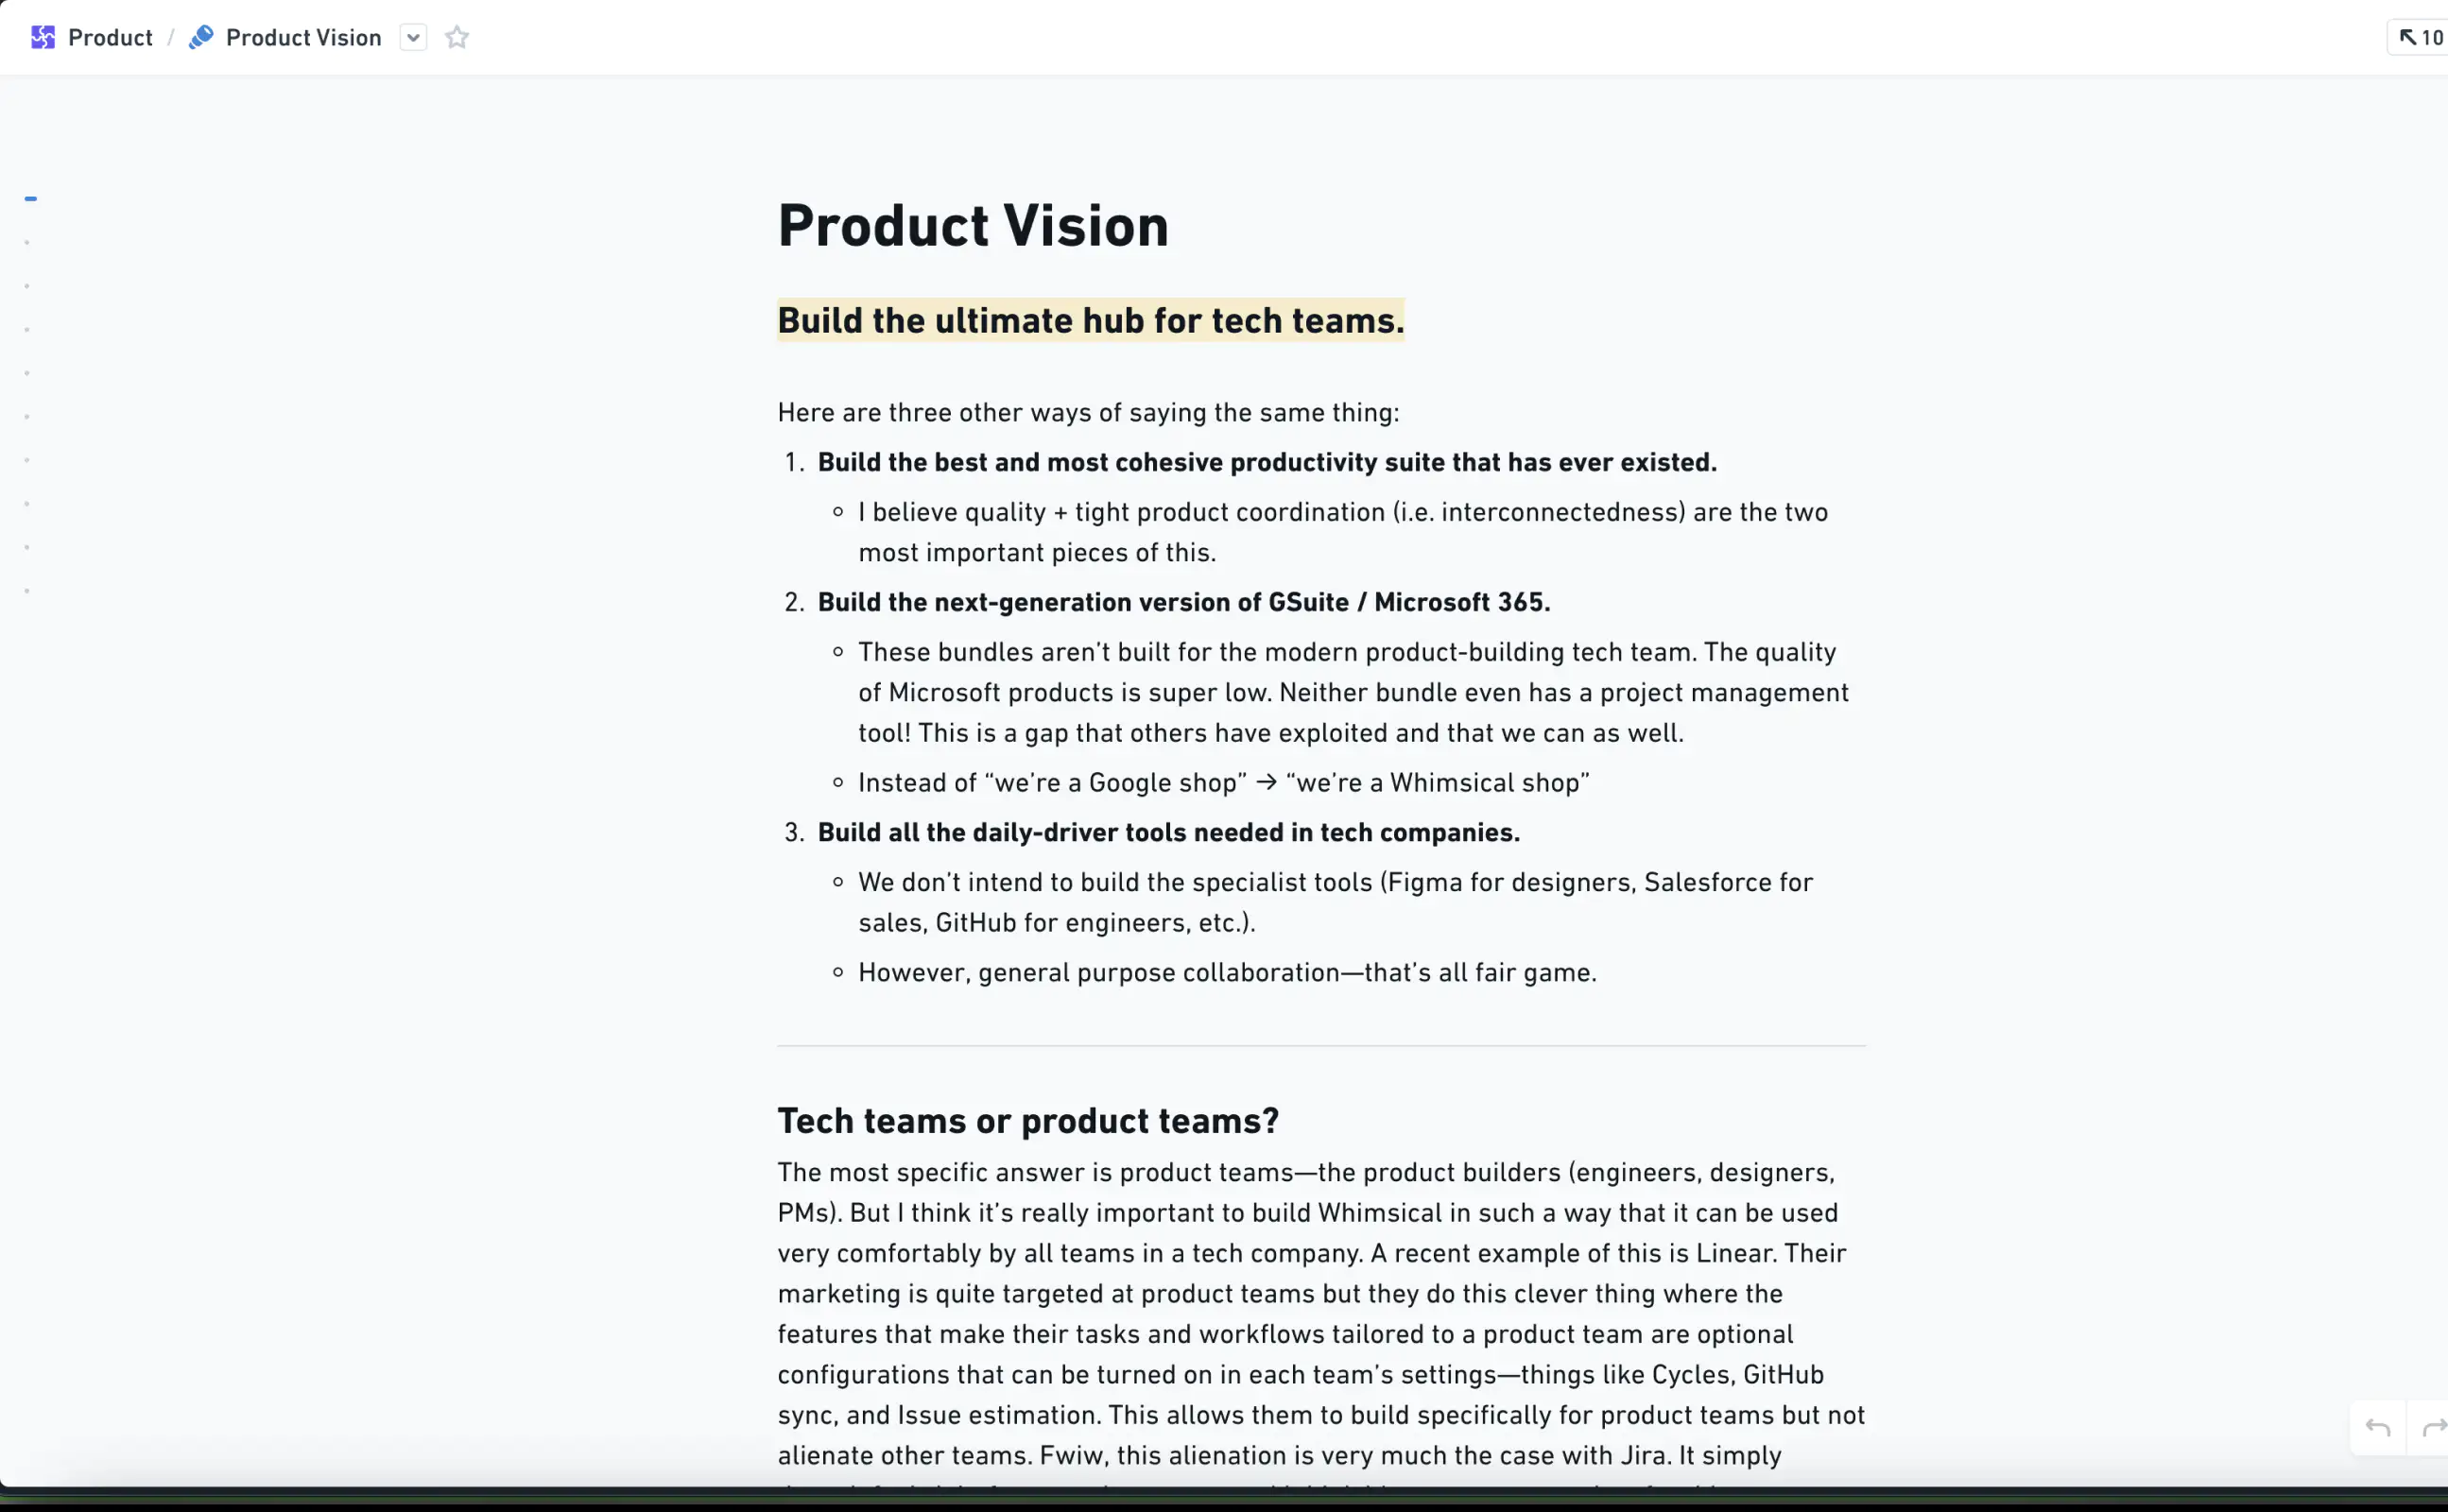 Product / Product Vision
10
Product Vision
Build the ultimate hub for tech teams.
Here are three other ways of saying the same thing:
1. Build the best and most cohesive productivity suite that has ever existed.
I believe quality + tight product coordination (i.e. interconnectedness) are the two
most important pieces of this.
2. Build the next-generation version of GSuite / Microsoft 365.
These bundles aren’t built for the modern product-building tech team. The quality
of Microsoft products is super low. Neither bundle even has a project management
tool! This is a gap that others have exploited and that we can as well.
Instead of “we’re a Google shop” → “we’re a Whimsical shop”
3. Build all the daily-driver tools needed in tech companies.
We don’t intend to build the specialist tools (Figma for designers, Salesforce for
sales, GitHub for engineers, etc.).
However, general purpose collaboration—that’s all fair game.
Tech teams or product teams?
The most specific answer is product teams—the product builders (engineers, designers,
PMs). But I think it’s really important to build Whimsical in such a way that it can be used
very comfortably by all teams in a tech company. A recent example of this is Linear. Their
marketing is quite targeted at product teams but they do this clever thing where the
features that make their tasks and workflows tailored to a product team are optional
configurations that can be turned on in each team’s settings—things like Cycles, GitHub
sync, and Issue estimation. This allows them to build specifically for product teams but not
alienate other teams. Fwiw, this alienation is very much the case with Jira. It simply